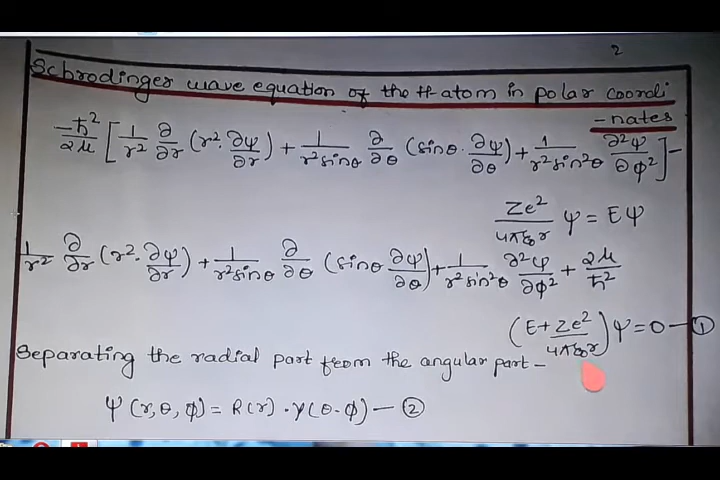 2
Schrodinger wave equation of the H atom in polar coordi
-nates
-ħ²/2μ [1/r² ∂/∂r (r². ∂ψ/∂r) + 1/r² sinθ ∂/∂θ (sinθ. ∂ψ/∂θ) + 1/r² sin²θ ∂²ψ/∂φ²] -
Ze²/4πε₀r ψ = Eψ
1/r² ∂/∂r (r². ∂ψ/∂r) + 1/r² sinθ ∂/∂θ (sinθ ∂ψ/∂θ) + 1/r² sin²θ ∂²ψ/∂φ² + 2μ/ħ²
(E + Ze²/4πε₀r) ψ = 0 — ①
Separating the radial part from the angular part -
ψ (r, θ, φ) = R(r) . Y(θ.φ) — ②